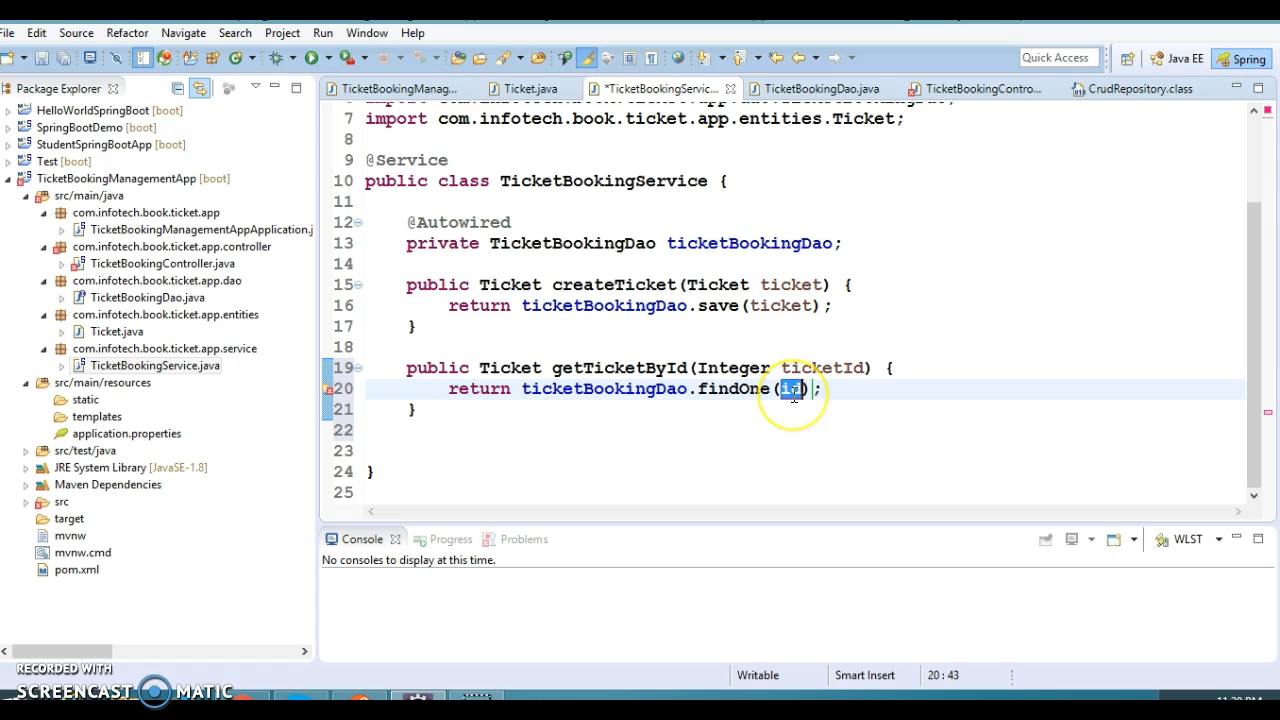 File Edit Source Refactor Navigate Search Project Run Window Help
Quick Access Java EE Spring
Package Explorer
TicketBookingManag... Ticket.java *TicketBookingServic... TicketBookingDao.java TicketBookingContro... CrudRepository.class
HelloWorldSpringBoot [boot]
SpringBootDemo [boot]
StudentSpringBootApp [boot]
Test [boot]
TicketBookingManagementApp [boot]
src/main/java
com.infotech.book.ticket.app
TicketBookingManagementAppApplication.j
com.infotech.book.ticket.app.controller
TicketBookingController.java
com.infotech.book.ticket.app.dao
TicketBookingDao.java
com.infotech.book.ticket.app.entities
Ticket.java
com.infotech.book.ticket.app.service
TicketBookingService.java
src/main/resources
static
templates
application.properties
src/test/java
JRE System Library [JavaSE-1.8]
Maven Dependencies
src
target
mvnw
mvnw.cmd
pom.xml
7 import com.infotech.book.ticket.app.entities.Ticket;
8
9 @Service
10 public class TicketBookingService {
11
12 @Autowired
13 private TicketBookingDao ticketBookingDao;
14
15 public Ticket createTicket(Ticket ticket) {
16 return ticketBookingDao.save(ticket);
17 }
18
19 public Ticket getTicketById(Integer ticketId) {
20 return ticketBookingDao.findOne(id);
21 }
22
23
24 }
25
Console Progress Problems
WLST
No consoles to display at this time.
Writable Smart Insert 20 : 43
RECORDED WITH
SCREENCAST MATIC